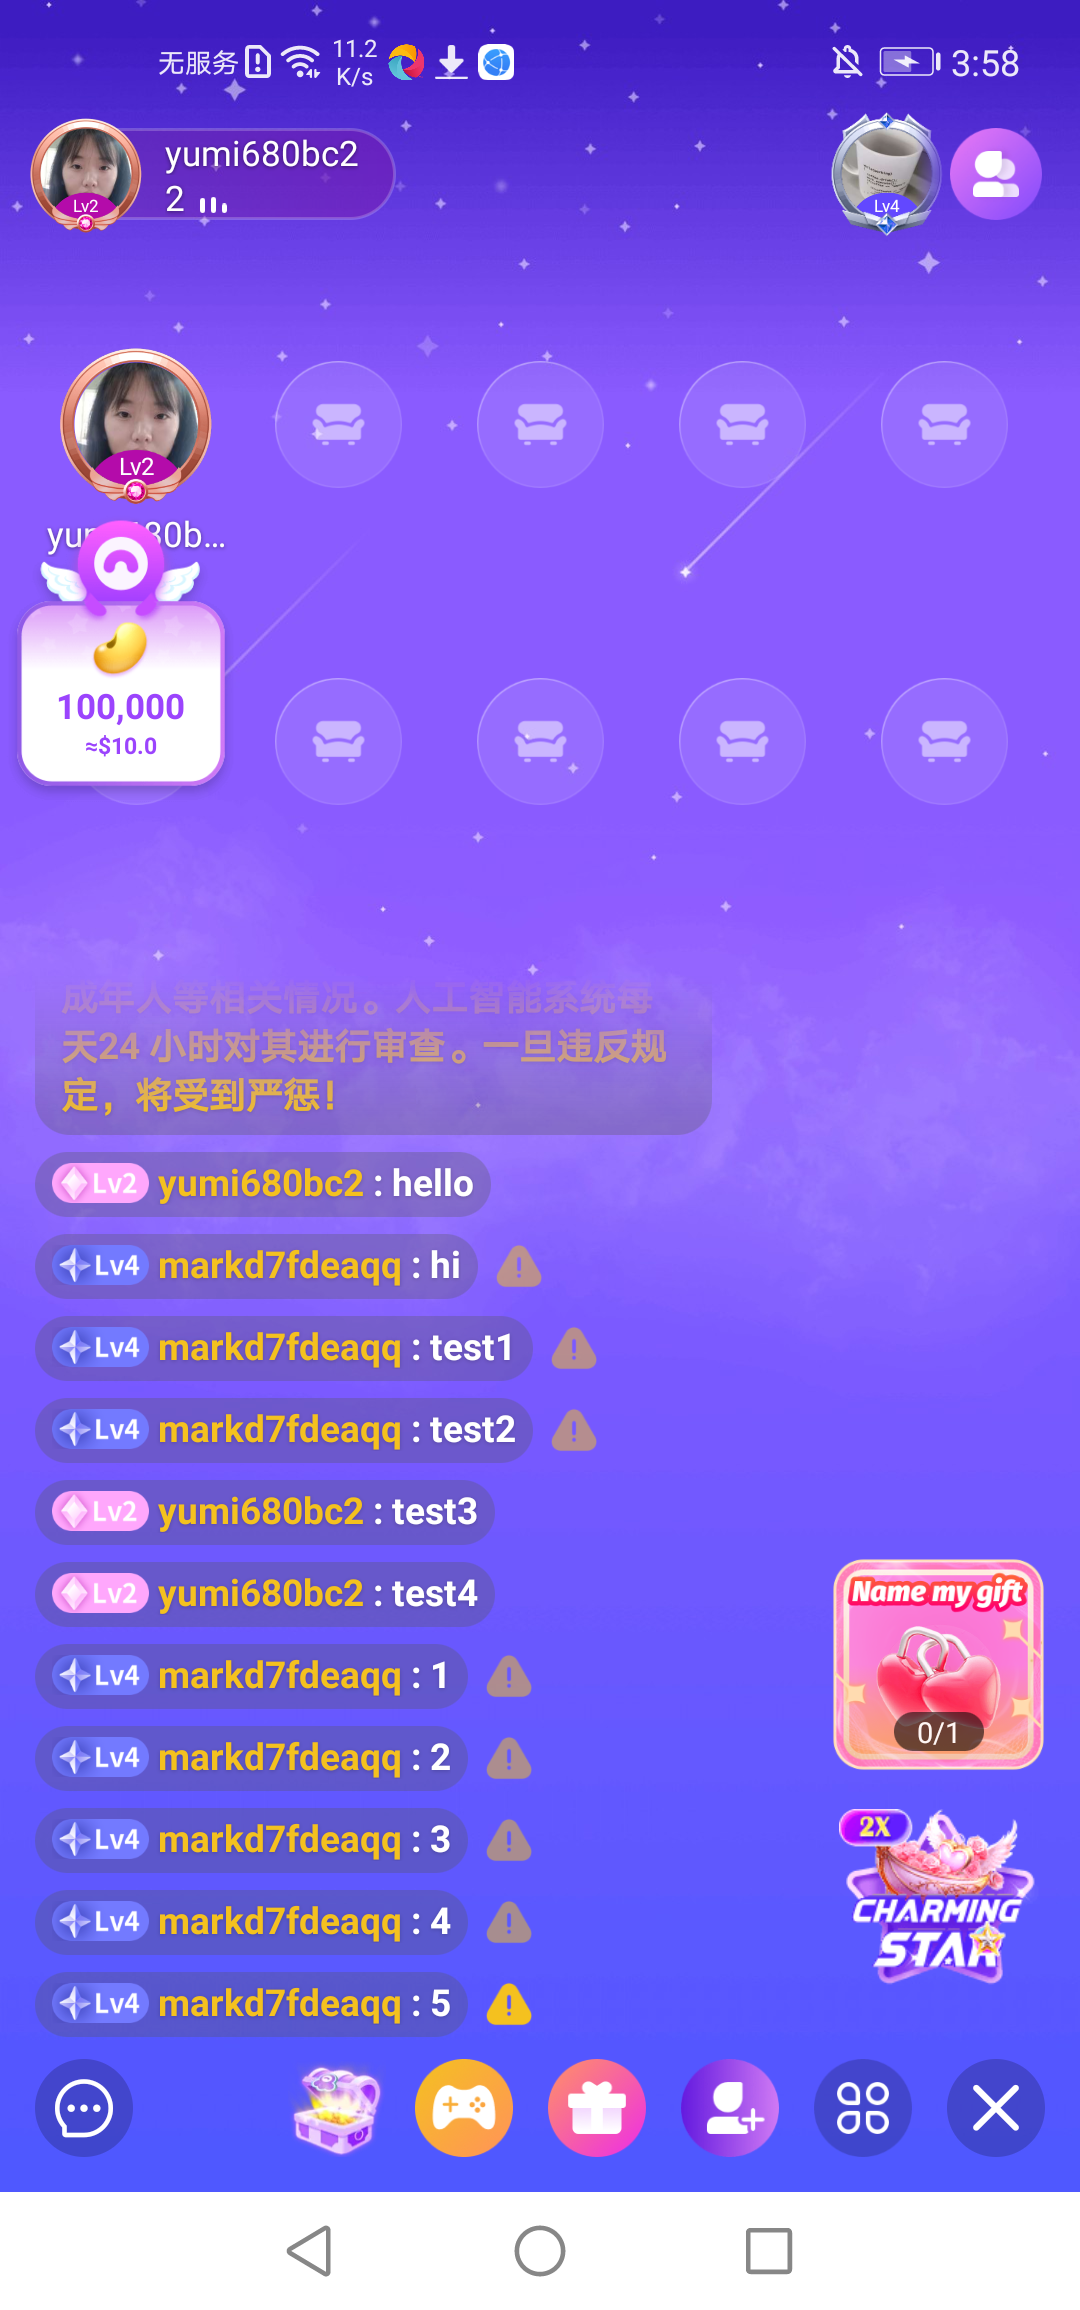 无服务
11.2
K/s
3:58
yumi680bc2
2
Lv2
Lv4
Lv2
100,000
≈$10.0
成年人等相关情况。人工智能系统每
天24 小时对其进行审查。一旦违反规
定，将受到严惩！
Lv2 yumi680bc2 : hello
Lv4 markd7fdeaqq : hi
Lv4 markd7fdeaqq : test1
Lv4 markd7fdeaqq : test2
Lv2 yumi680bc2 : test3
Lv2 yumi680bc2 : test4
Name my gift
0/1
Lv4 markd7fdeaqq : 1
Lv4 markd7fdeaqq : 2
Lv4 markd7fdeaqq : 3
Lv4 markd7fdeaqq : 4
Lv4 markd7fdeaqq : 5
2X
CHARMING
STAR